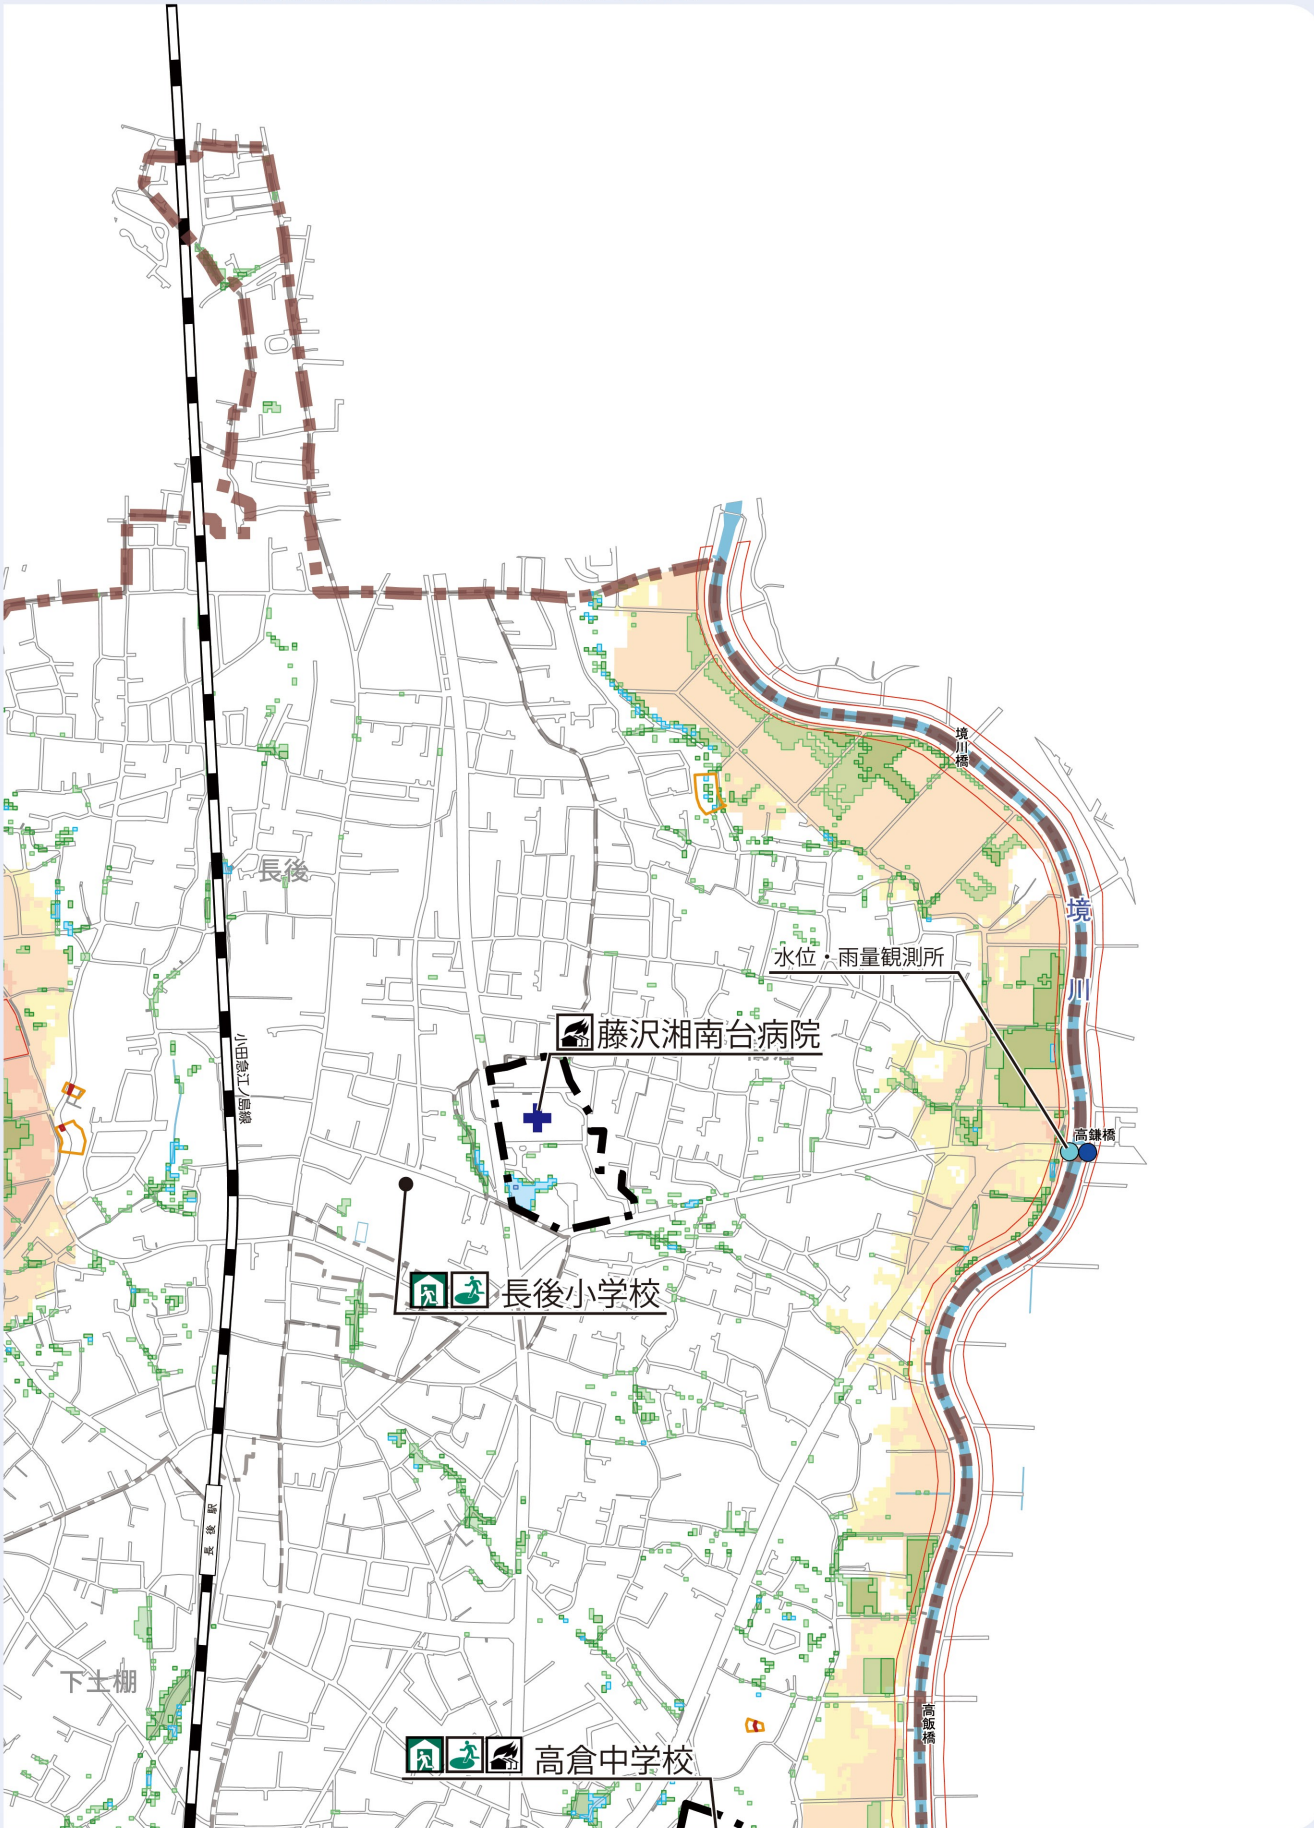 境川橋
長後
境川
水位・雨量観測所
藤沢湘南台病院
小田急江ノ島線
高鎌橋
長後小学校
長後駅
下土棚
高飯橋
高倉中学校